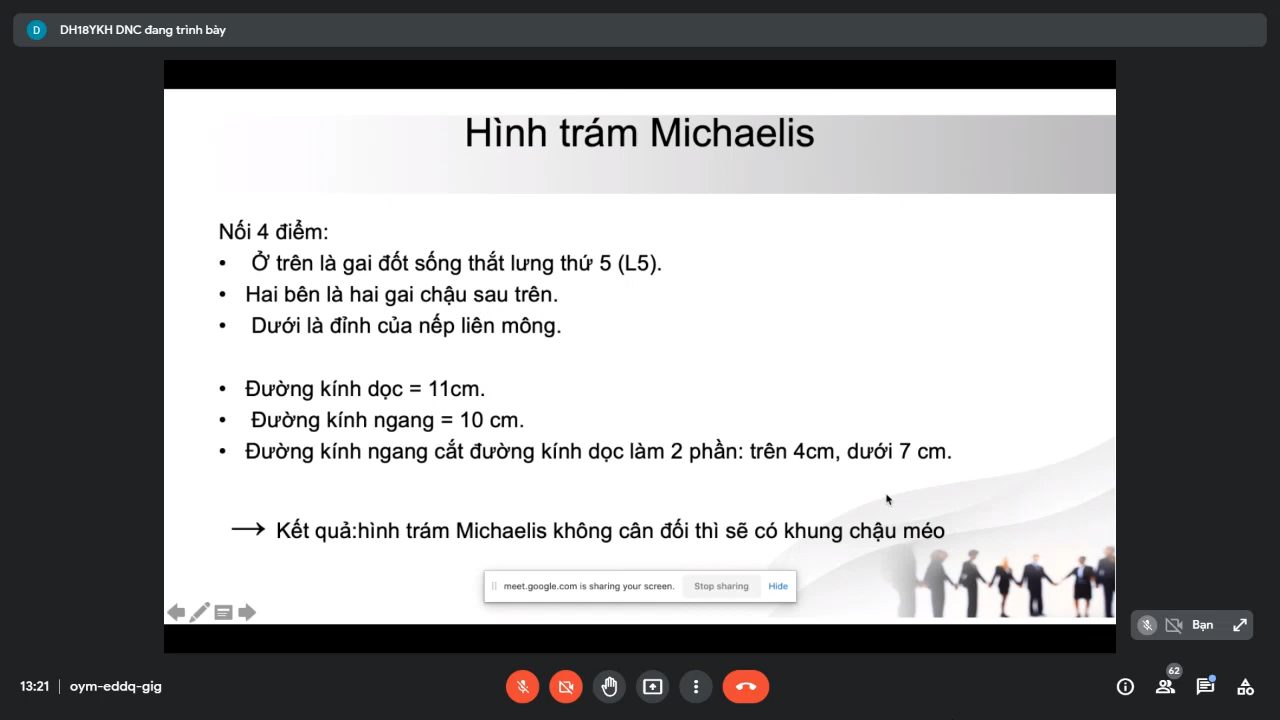 D DH18YKH DNC đang trình bày
Hình trám Michaelis
Nối 4 điểm:
• Ở trên là gai đốt sống thắt lưng thứ 5 (L5).
• Hai bên là hai gai chậu sau trên.
• Dưới là đỉnh của nếp liên mông.
• Đường kính dọc = 11cm.
• Đường kính ngang = 10 cm.
• Đường kính ngang cắt đường kính dọc làm 2 phần: trên 4cm, dưới 7 cm.
→ Kết quả:hình trám Michaelis không cân đối thì sẽ có khung chậu méo
meet.google.com is sharing your screen. Stop sharing Hide
Bạn
13:21 | oym-eddq-gig
62